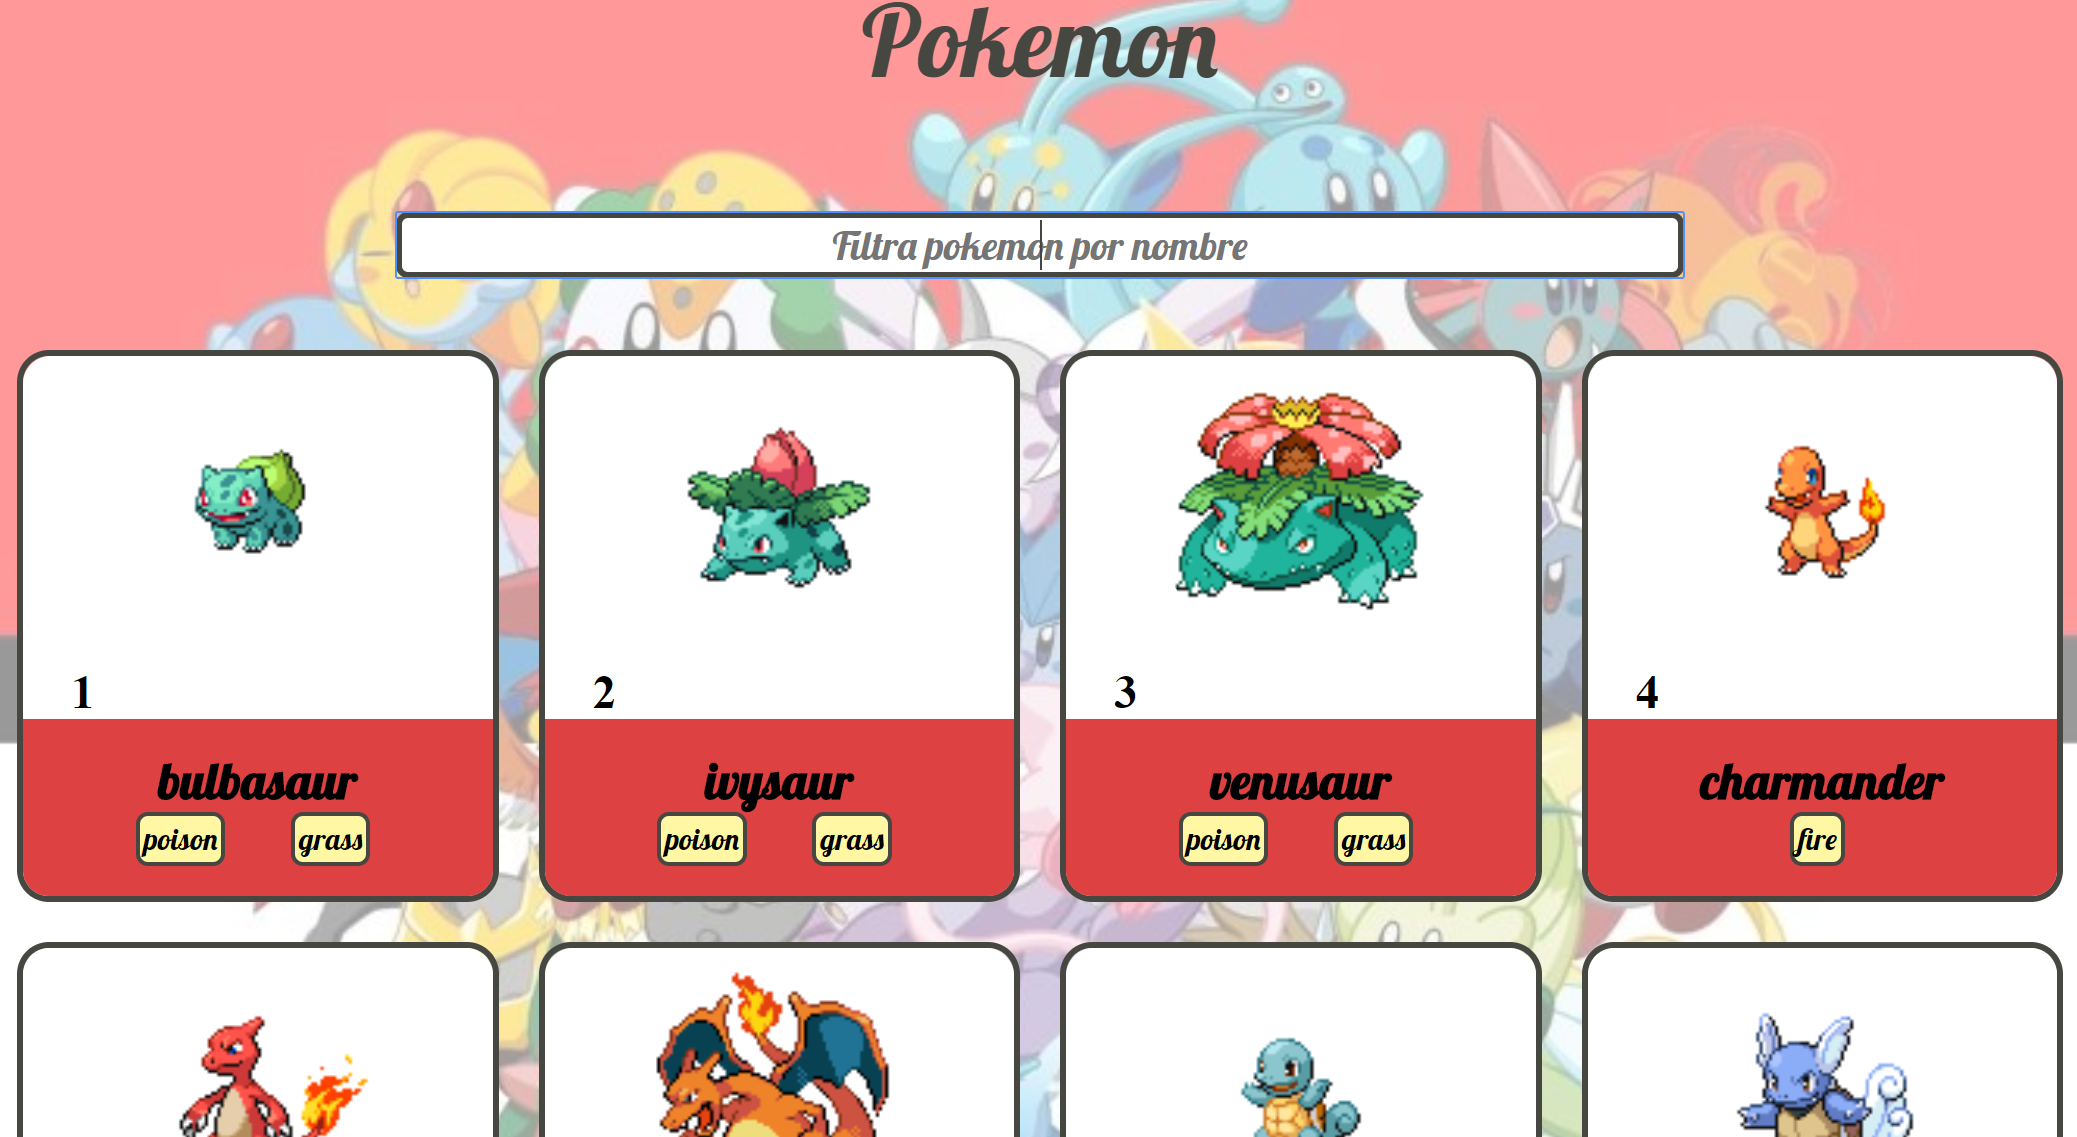 Pokemon
Filtra pokemon por nombre
1
bulbasaur
poison grass
2
ivysaur
poison grass
3
venusaur
poison grass
4
charmander
fire